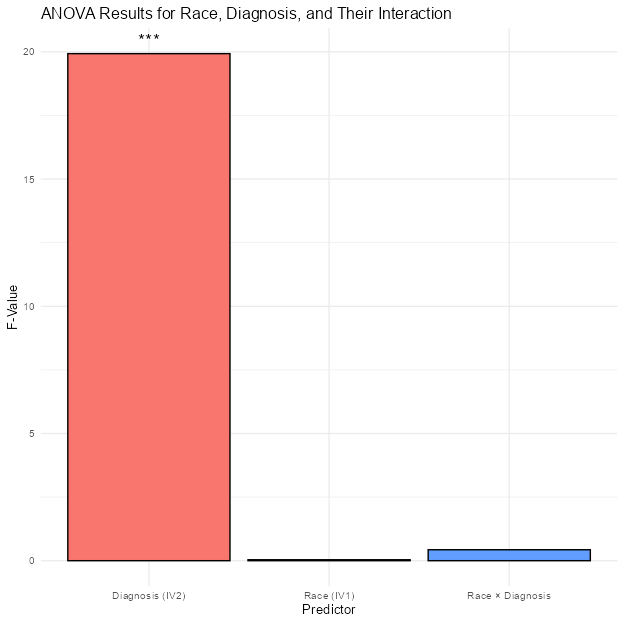 ANOVA Results for Race, Diagnosis, and Their Interaction
***
20
15
10
5
0
F-Value
Diagnosis (IV2)
Race (IV1)
Race × Diagnosis
Predictor